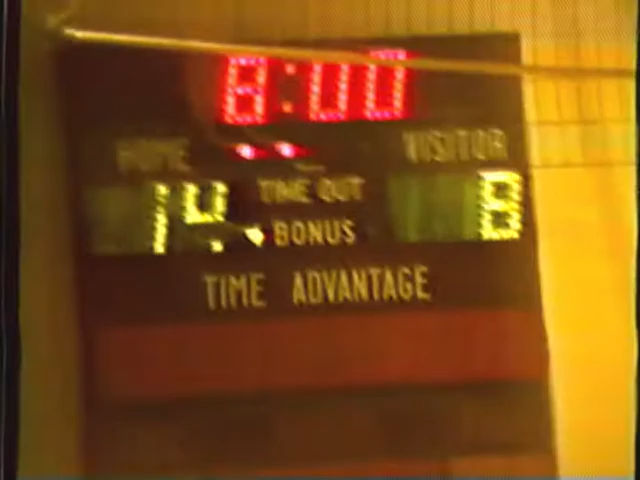 8:00
HOME VISITOR
14 TIME OUT 8
BONUS
TIME ADVANTAGE